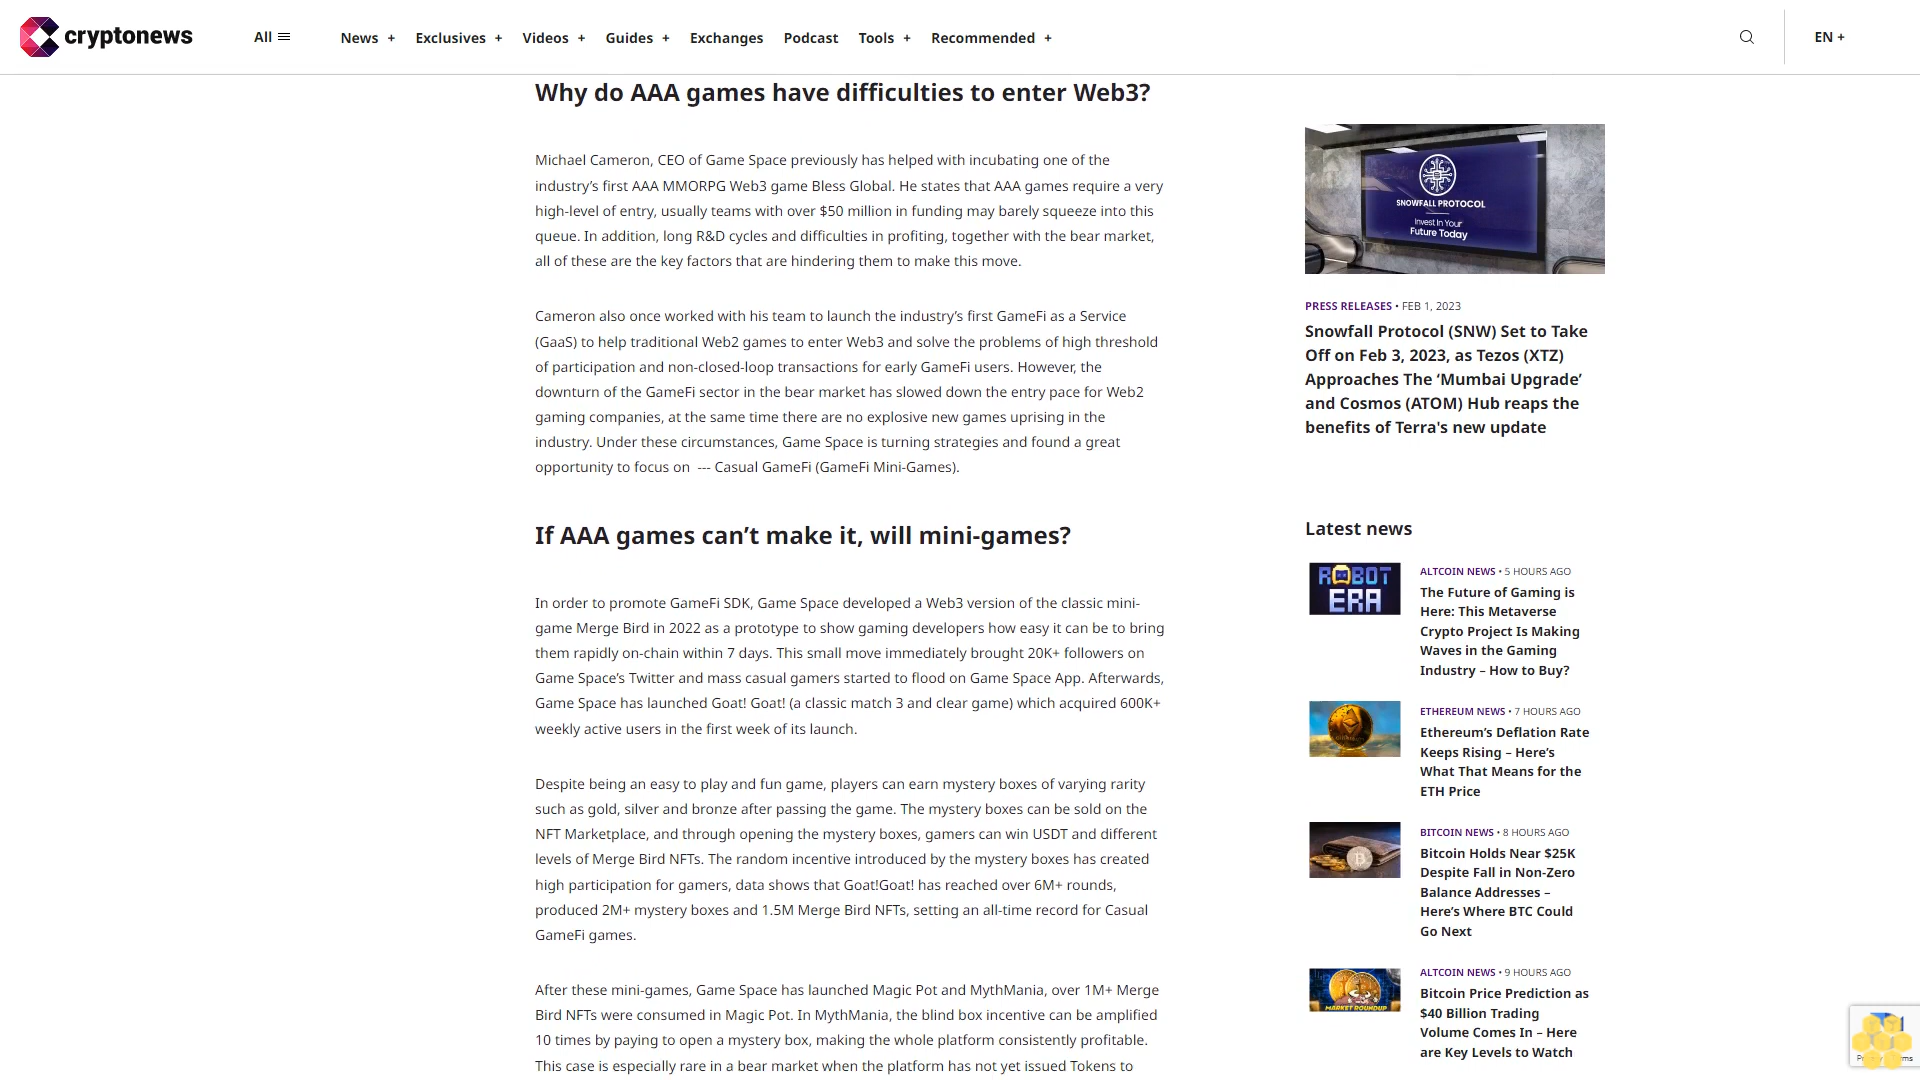 cryptonews
All
News +
Exclusives +
Videos +
Guides +
Exchanges
Podcast
Tools +
Recommended +
EN +
Why do AAA games have difficulties to enter Web3?
Michael Cameron, CEO of Game Space previously has helped with incubating one of the
industry’s first AAA MMORPG Web3 game Bless Global. He states that AAA games require a very
high-level of entry, usually teams with over $50 million in funding may barely squeeze into this
queue. In addition, long R&D cycles and difficulties in profiting, together with the bear market,
all of these are the key factors that are hindering them to make this move.
Cameron also once worked with his team to launch the industry’s first GameFi as a Service
(GaaS) to help traditional Web2 games to enter Web3 and solve the problems of high threshold
of participation and non-closed-loop transactions for early GameFi users. However, the
downturn of the GameFi sector in the bear market has slowed down the entry pace for Web2
gaming companies, at the same time there are no explosive new games uprising in the
industry. Under these circumstances, Game Space is turning strategies and found a great
opportunity to focus on  --- Casual GameFi (GameFi Mini-Games).
If AAA games can’t make it, will mini-games?
In order to promote GameFi SDK, Game Space developed a Web3 version of the classic mini-
game Merge Bird in 2022 as a prototype to show gaming developers how easy it can be to bring
them rapidly on-chain within 7 days. This small move immediately brought 20K+ followers on
Game Space’s Twitter and mass casual gamers started to flood on Game Space App. Afterwards,
Game Space has launched Goat! Goat! (a classic match 3 and clear game) which acquired 600K+
weekly active users in the first week of its launch.
Despite being an easy to play and fun game, players can earn mystery boxes of varying rarity
such as gold, silver and bronze after passing the game. The mystery boxes can be sold on the
NFT Marketplace, and through opening the mystery boxes, gamers can win USDT and different
levels of Merge Bird NFTs. The random incentive introduced by the mystery boxes has created
high participation for gamers, data shows that Goat!Goat! has reached over 6M+ rounds,
produced 2M+ mystery boxes and 1.5M Merge Bird NFTs, setting an all-time record for Casual
GameFi games.
After these mini-games, Game Space has launched Magic Pot and MythMania, over 1M+ Merge
Bird NFTs were consumed in Magic Pot. In MythMania, the blind box incentive can be amplified
10 times by paying to open a mystery box, making the whole platform consistently profitable.
This case is especially rare in a bear market when the platform has not yet issued Tokens to
SNOWFALL PROTOCOL
Invest In Your
Future Today
PRESS RELEASES • FEB 1, 2023
Snowfall Protocol (SNW) Set to Take
Off on Feb 3, 2023, as Tezos (XTZ)
Approaches The ‘Mumbai Upgrade’
and Cosmos (ATOM) Hub reaps the
benefits of Terra's new update
Latest news
ROBOT
ERA
ALTCOIN NEWS • 5 HOURS AGO
The Future of Gaming is
Here: This Metaverse
Crypto Project Is Making
Waves in the Gaming
Industry – How to Buy?
ETHEREUM NEWS • 7 HOURS AGO
Ethereum’s Deflation Rate
Keeps Rising – Here’s
What That Means for the
ETH Price
BITCOIN NEWS • 8 HOURS AGO
Bitcoin Holds Near $25K
Despite Fall in Non-Zero
Balance Addresses –
Here’s Where BTC Could
Go Next
MARKET ROUNDUP
ALTCOIN NEWS • 9 HOURS AGO
Bitcoin Price Prediction as
$40 Billion Trading
Volume Comes In – Here
are Key Levels to Watch